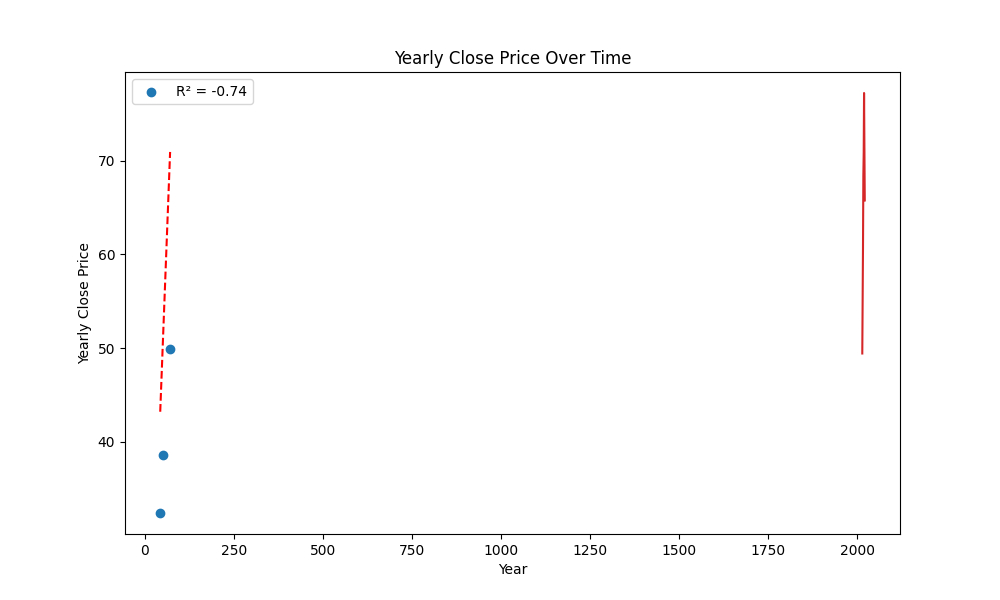 Yearly Close Price Over Time
R² = -0.74
Yearly Close Price
70
60
50
40
0 250 500 750 1000 1250 1500 1750 2000
Year